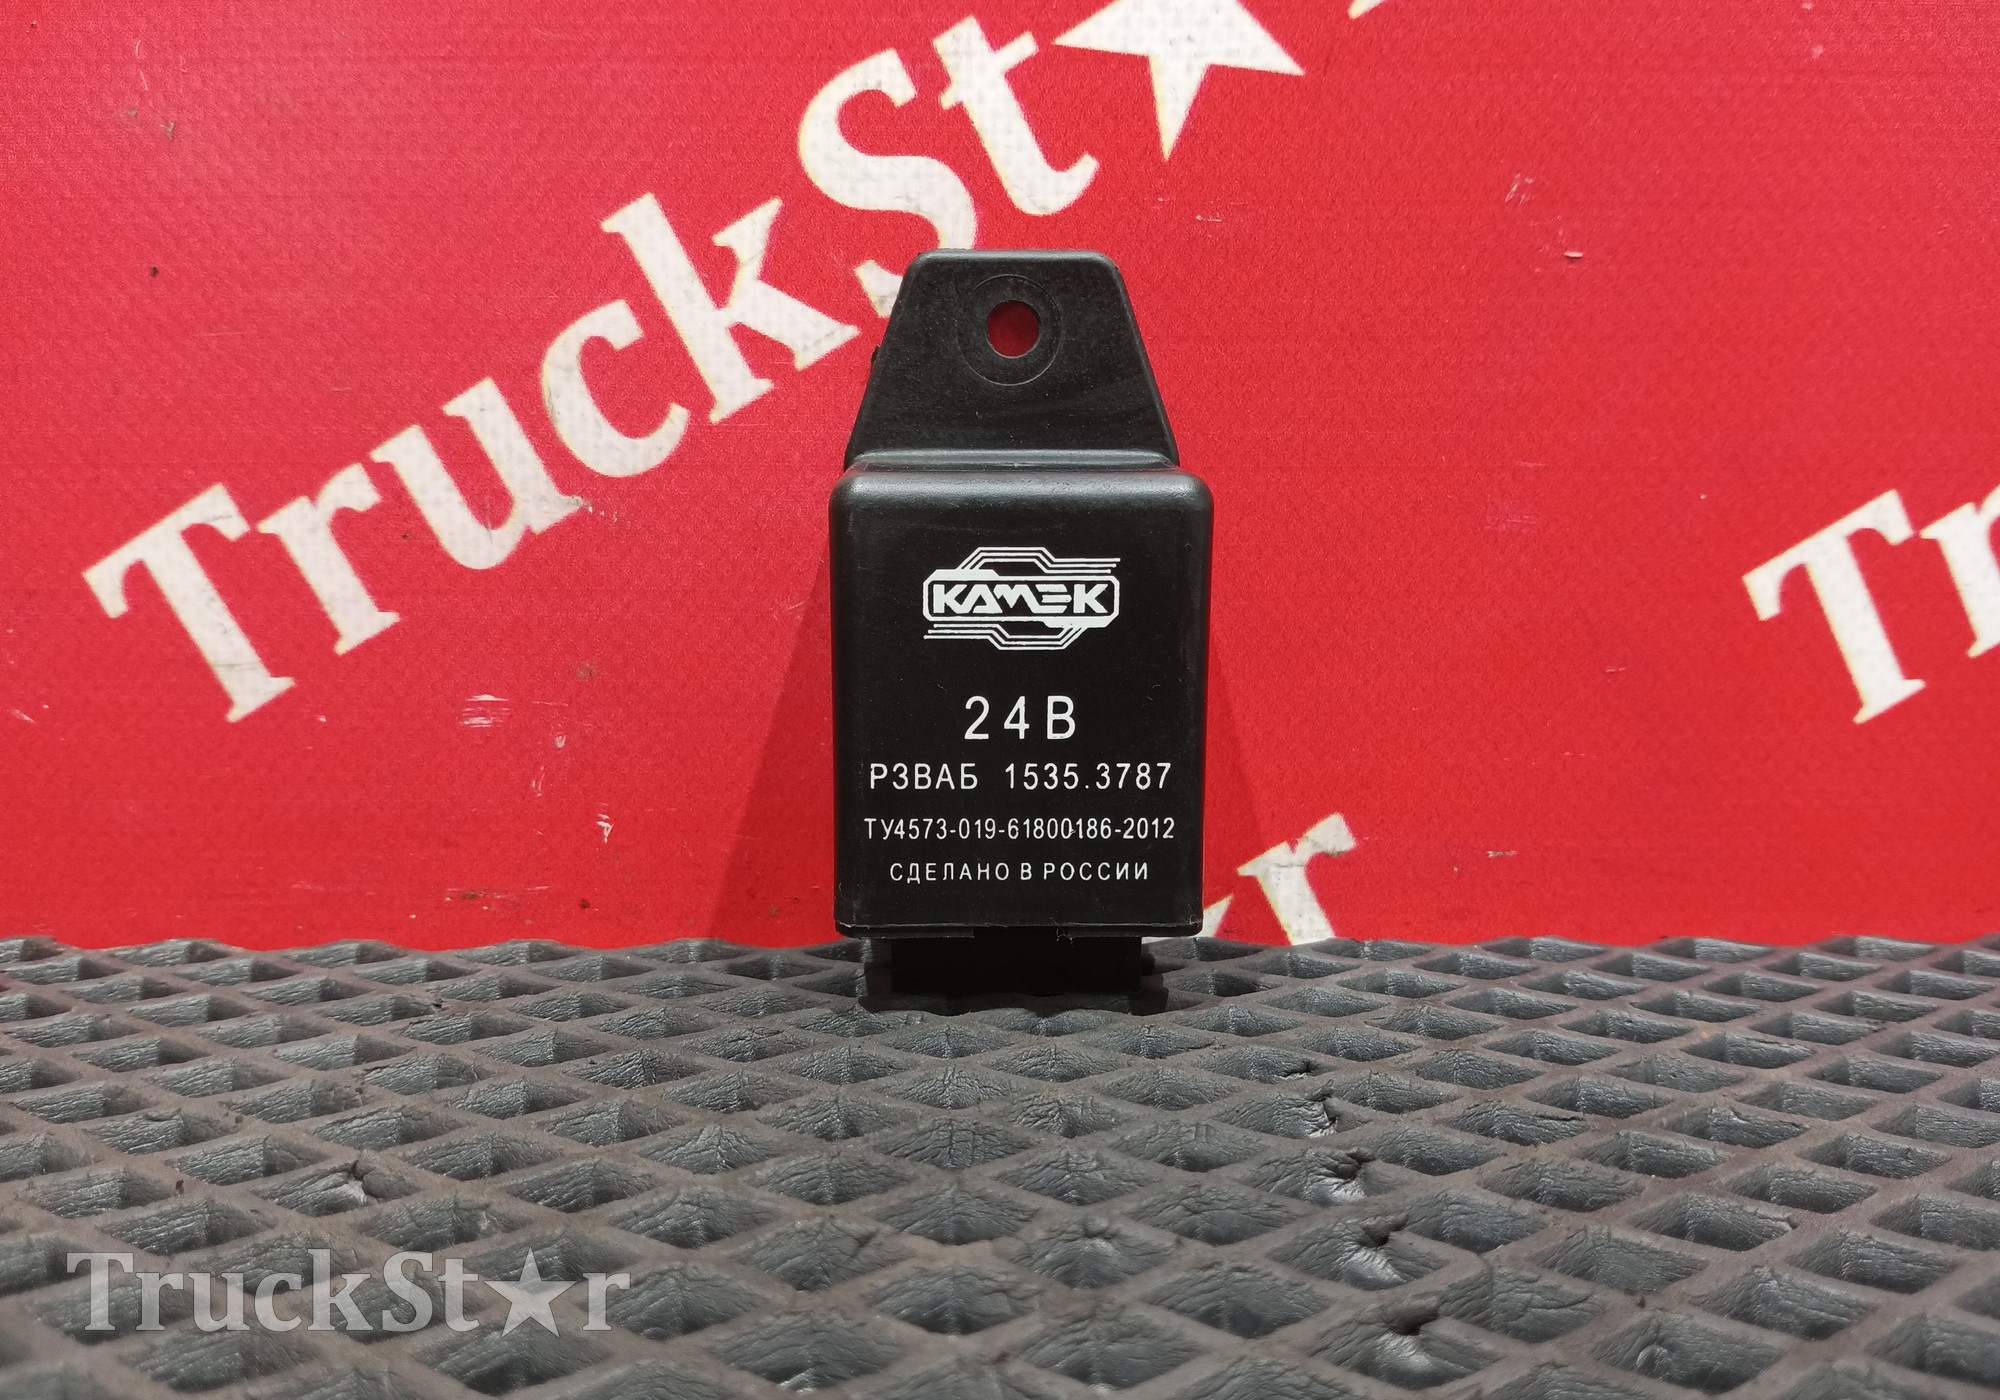 TruckSt★
Tr
r
КАМЭК
24В
РЗВАБ 1535.3787
ТУ4573-019-61800186-2012
СДЕЛАНО В РОССИИ
TruckSt★r